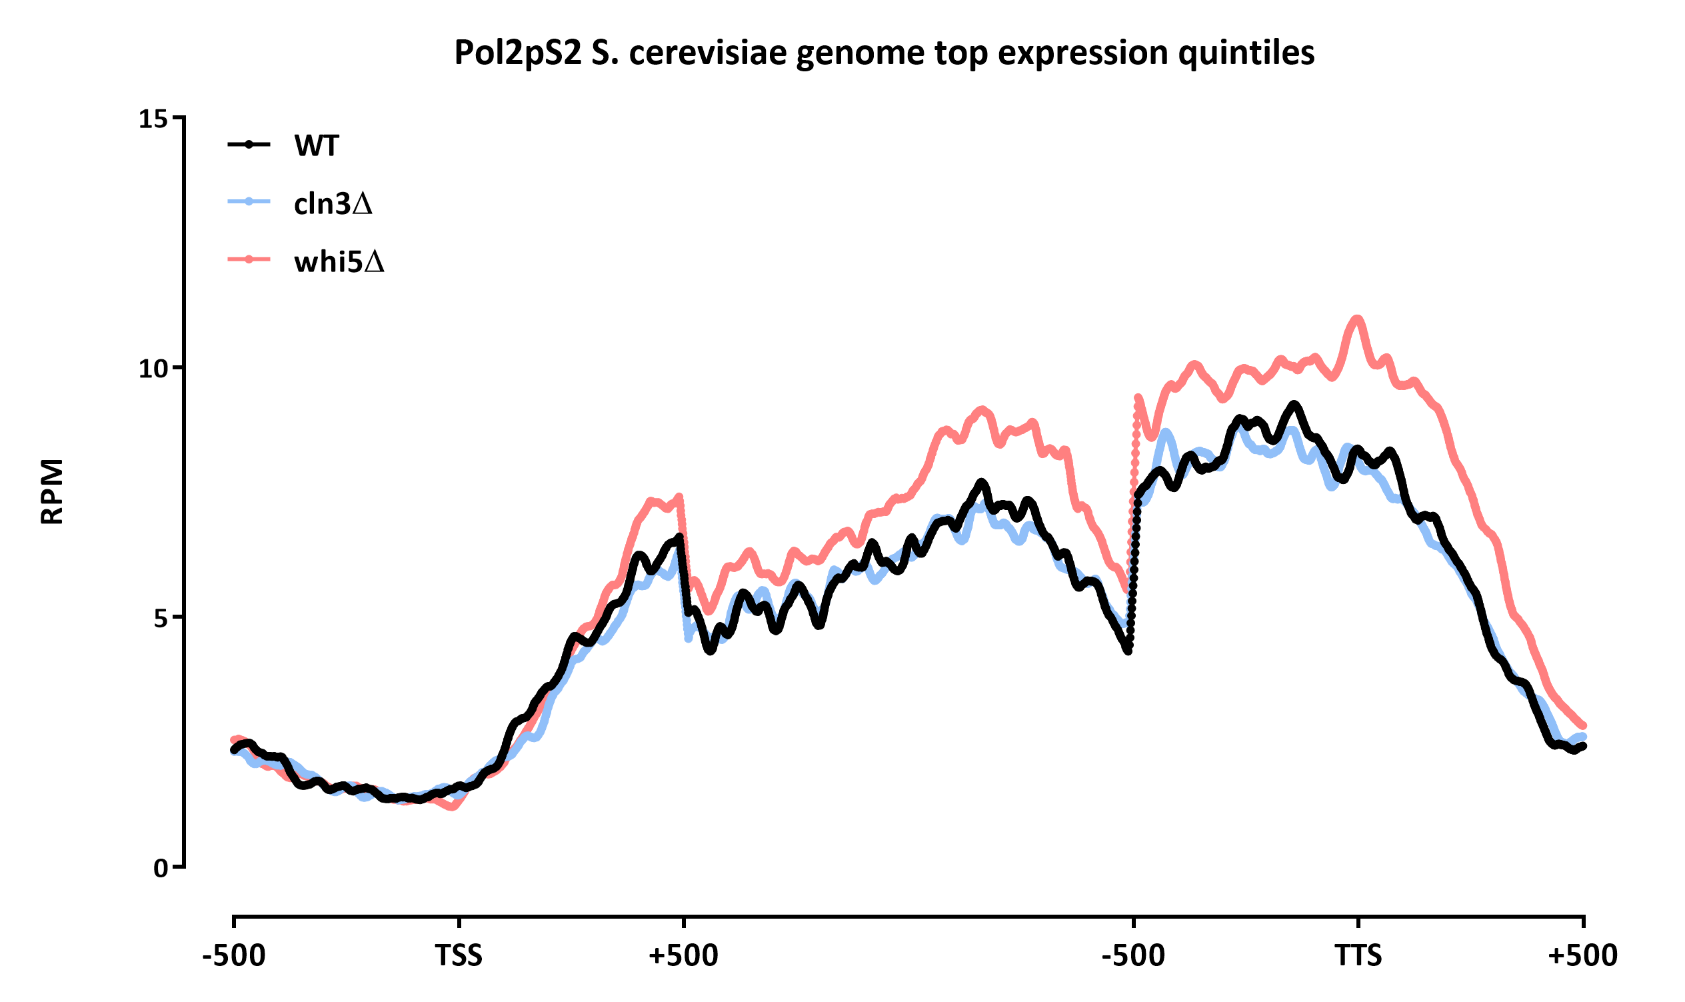 Pol2pS2 S. cerevisiae genome top expression quintiles
15
WT
cln3Δ
whi5Δ
10
RPM
5
0
-500 TSS +500 -500 TTS +500